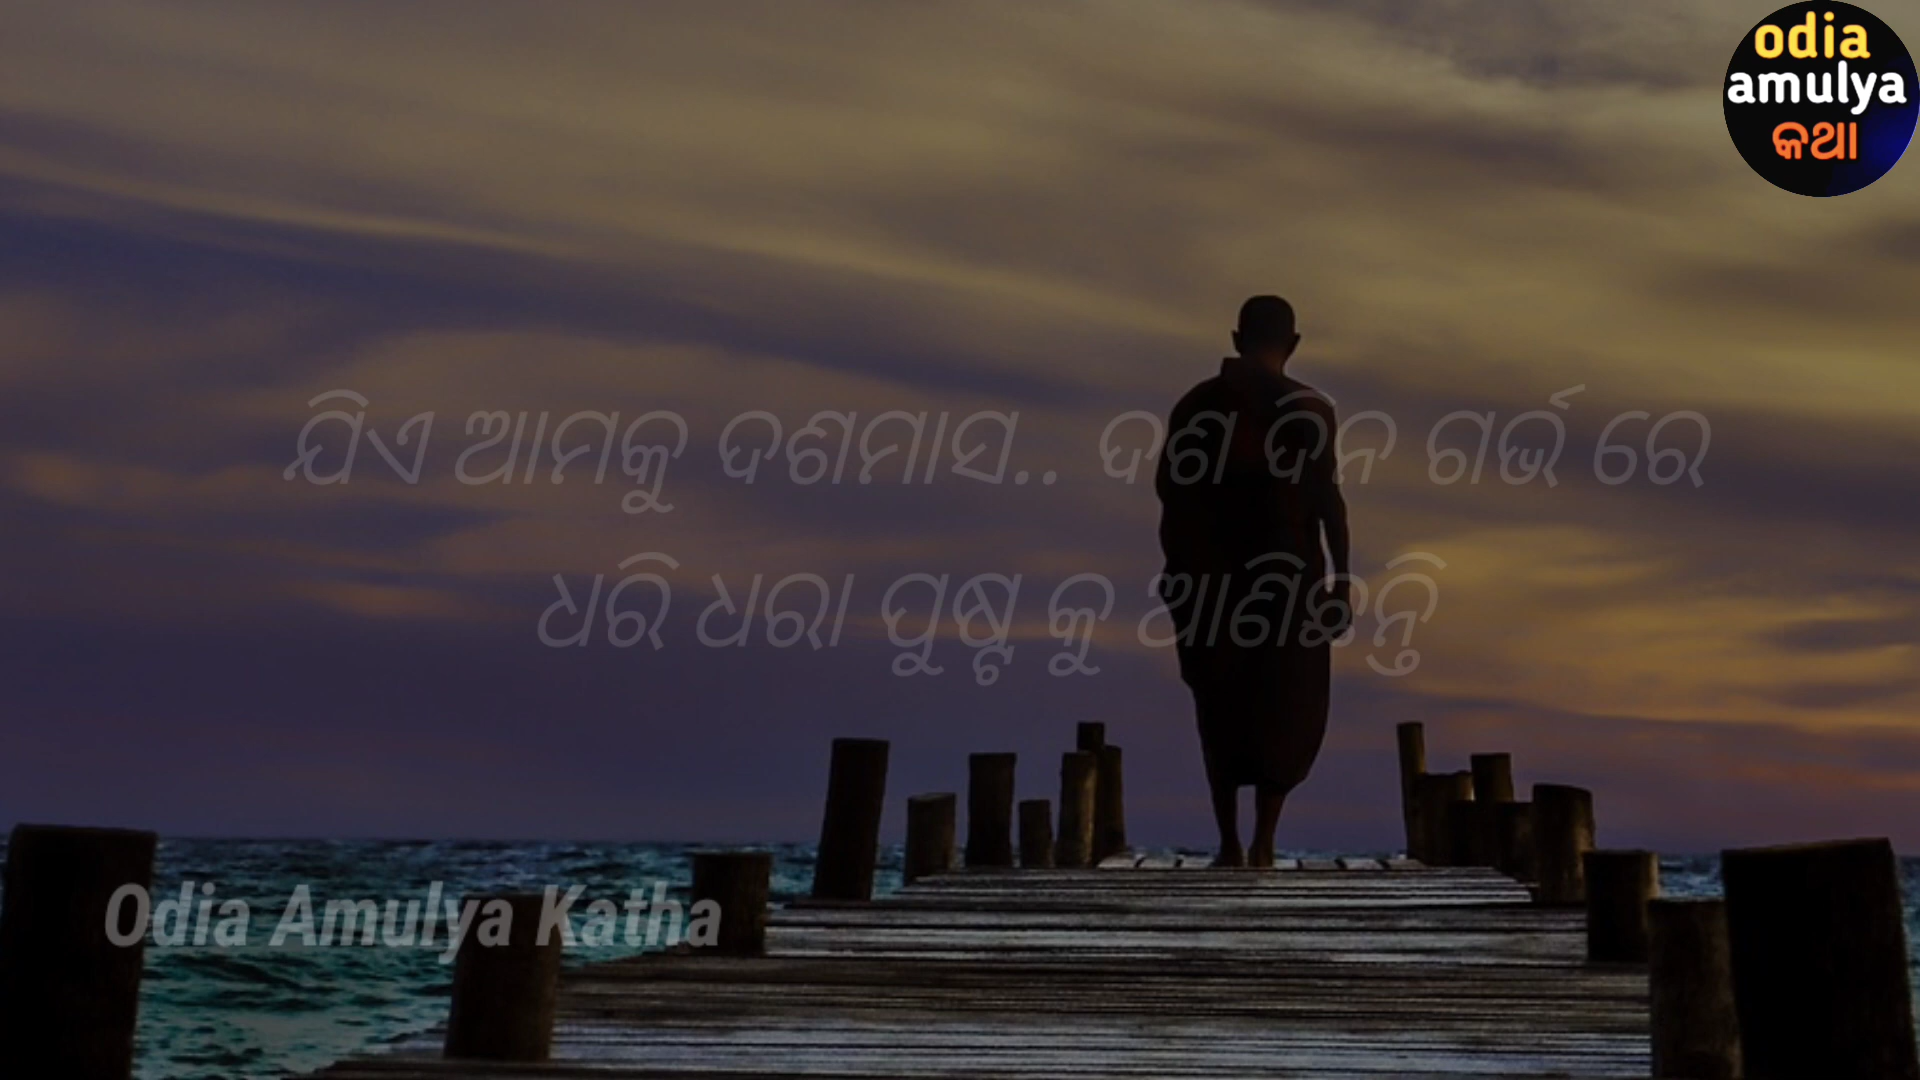 odia
amulya
କଥା
ଯିଏ ଆମକୁ ଦଶମାସ.. ଦଶ ଦିନ ଗର୍ଭ ରେ
ଧରି ଧରା ପୁଷ୍ଟ କୁ ଆଣିଛନ୍ତି
Odia Amulya Katha